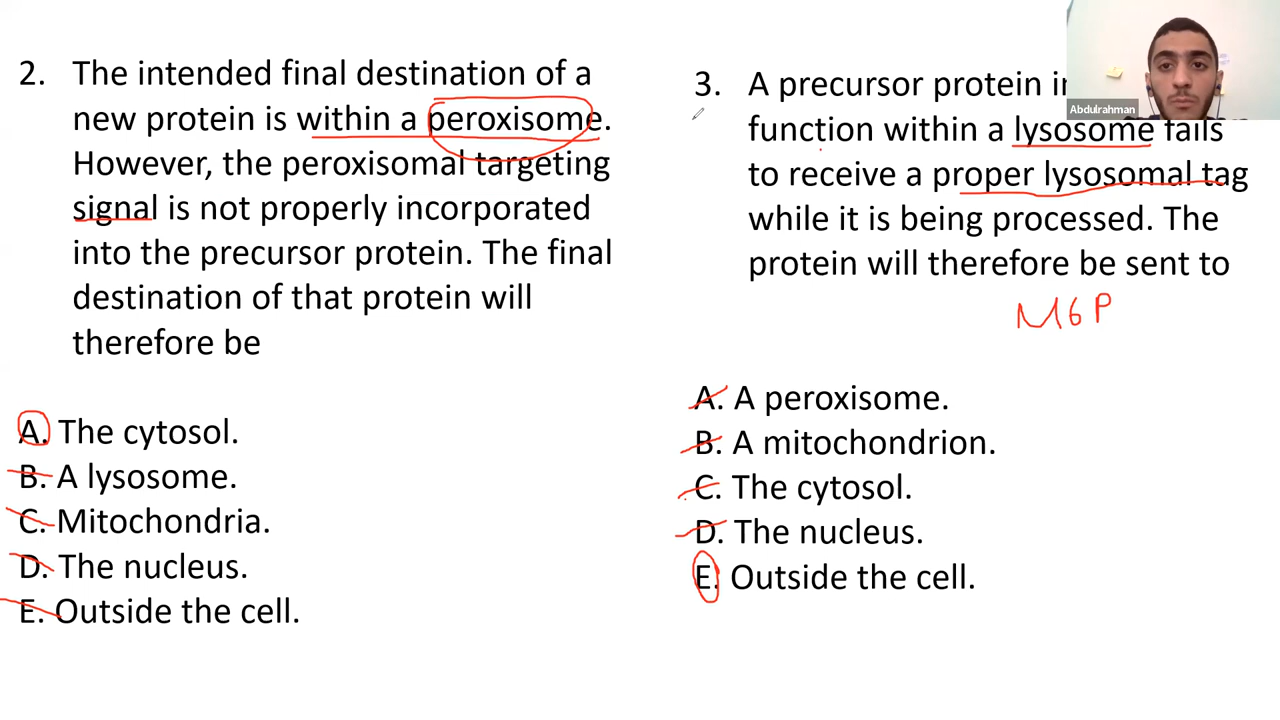 2. The intended final destination of a
new protein is within a peroxisome.
However, the peroxisomal targeting
signal is not properly incorporated
into the precursor protein. The final
destination of that protein will
therefore be
A. The cytosol.
B. A lysosome.
C. Mitochondria.
D. The nucleus.
E. Outside the cell.
3. A precursor protein
Abdulrahman
function within a lysosome fails
to receive a proper lysosomal tag
while it is being processed. The
protein will therefore be sent to
M6P
A. A peroxisome.
B. A mitochondrion.
C. The cytosol.
D. The nucleus.
E. Outside the cell.